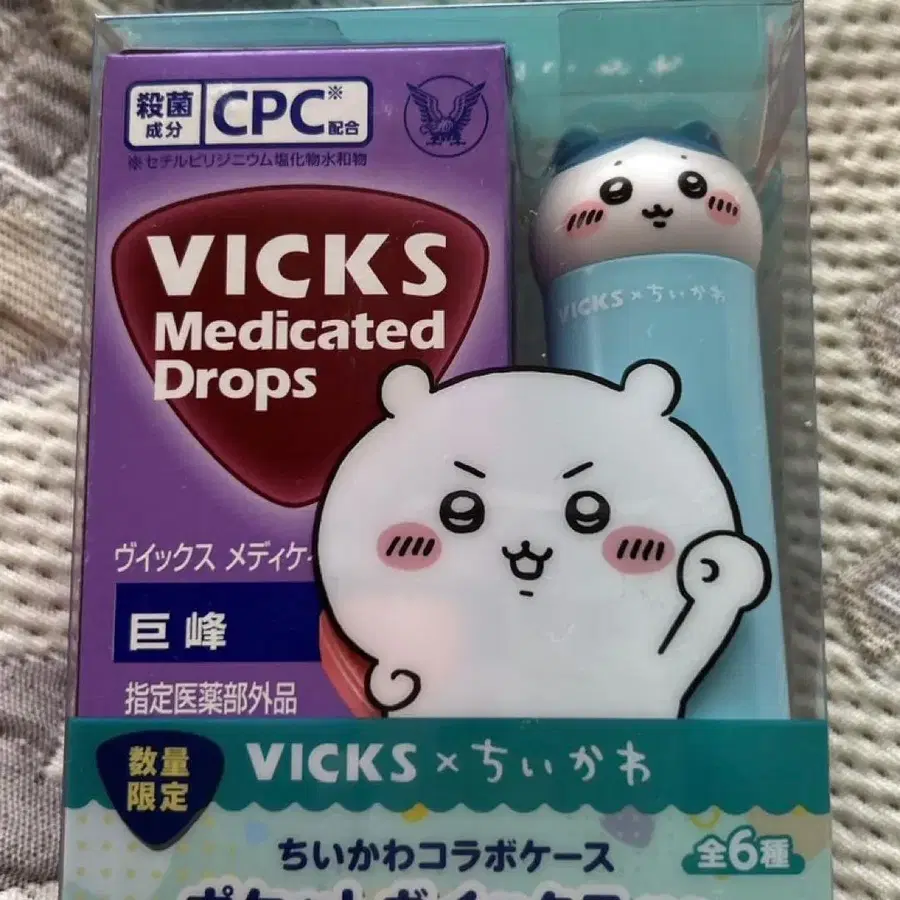 殺菌成分 CPC※配合
※セチルピリジニウム塩化物水和物
VICKS
Medicated
Drops
VICKS×ちいかわ
ヴイックス メディケ
巨峰
指定医薬部外品
数量限定
VICKS×ちいかわ
ちいかわコラボケース
全6種